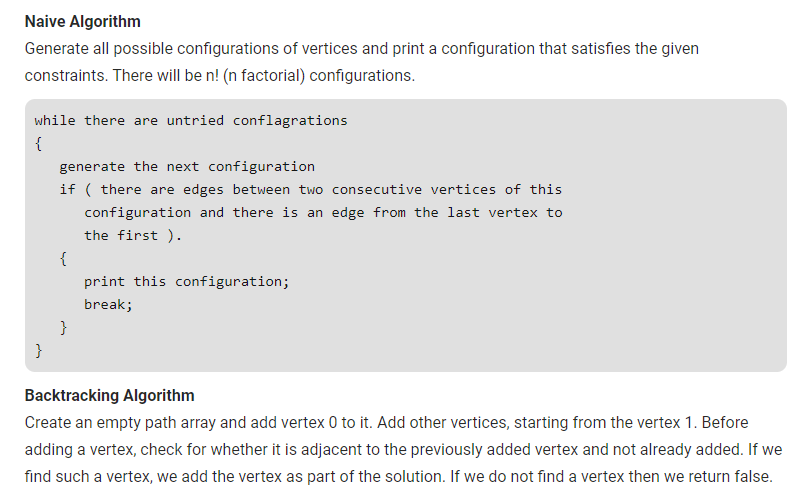 Naive Algorithm
Generate all possible configurations of vertices and print a configuration that satisfies the given
constraints. There will be n! (n factorial) configurations.
while there are untried conflagrations
{
generate the next configuration
if ( there are edges between two consecutive vertices of this
configuration and there is an edge from the last vertex to
the first ).
{
print this configuration;
break;
}
}
Backtracking Algorithm
Create an empty path array and add vertex 0 to it. Add other vertices, starting from the vertex 1. Before
adding a vertex, check for whether it is adjacent to the previously added vertex and not already added. If we
find such a vertex, we add the vertex as part of the solution. If we do not find a vertex then we return false.